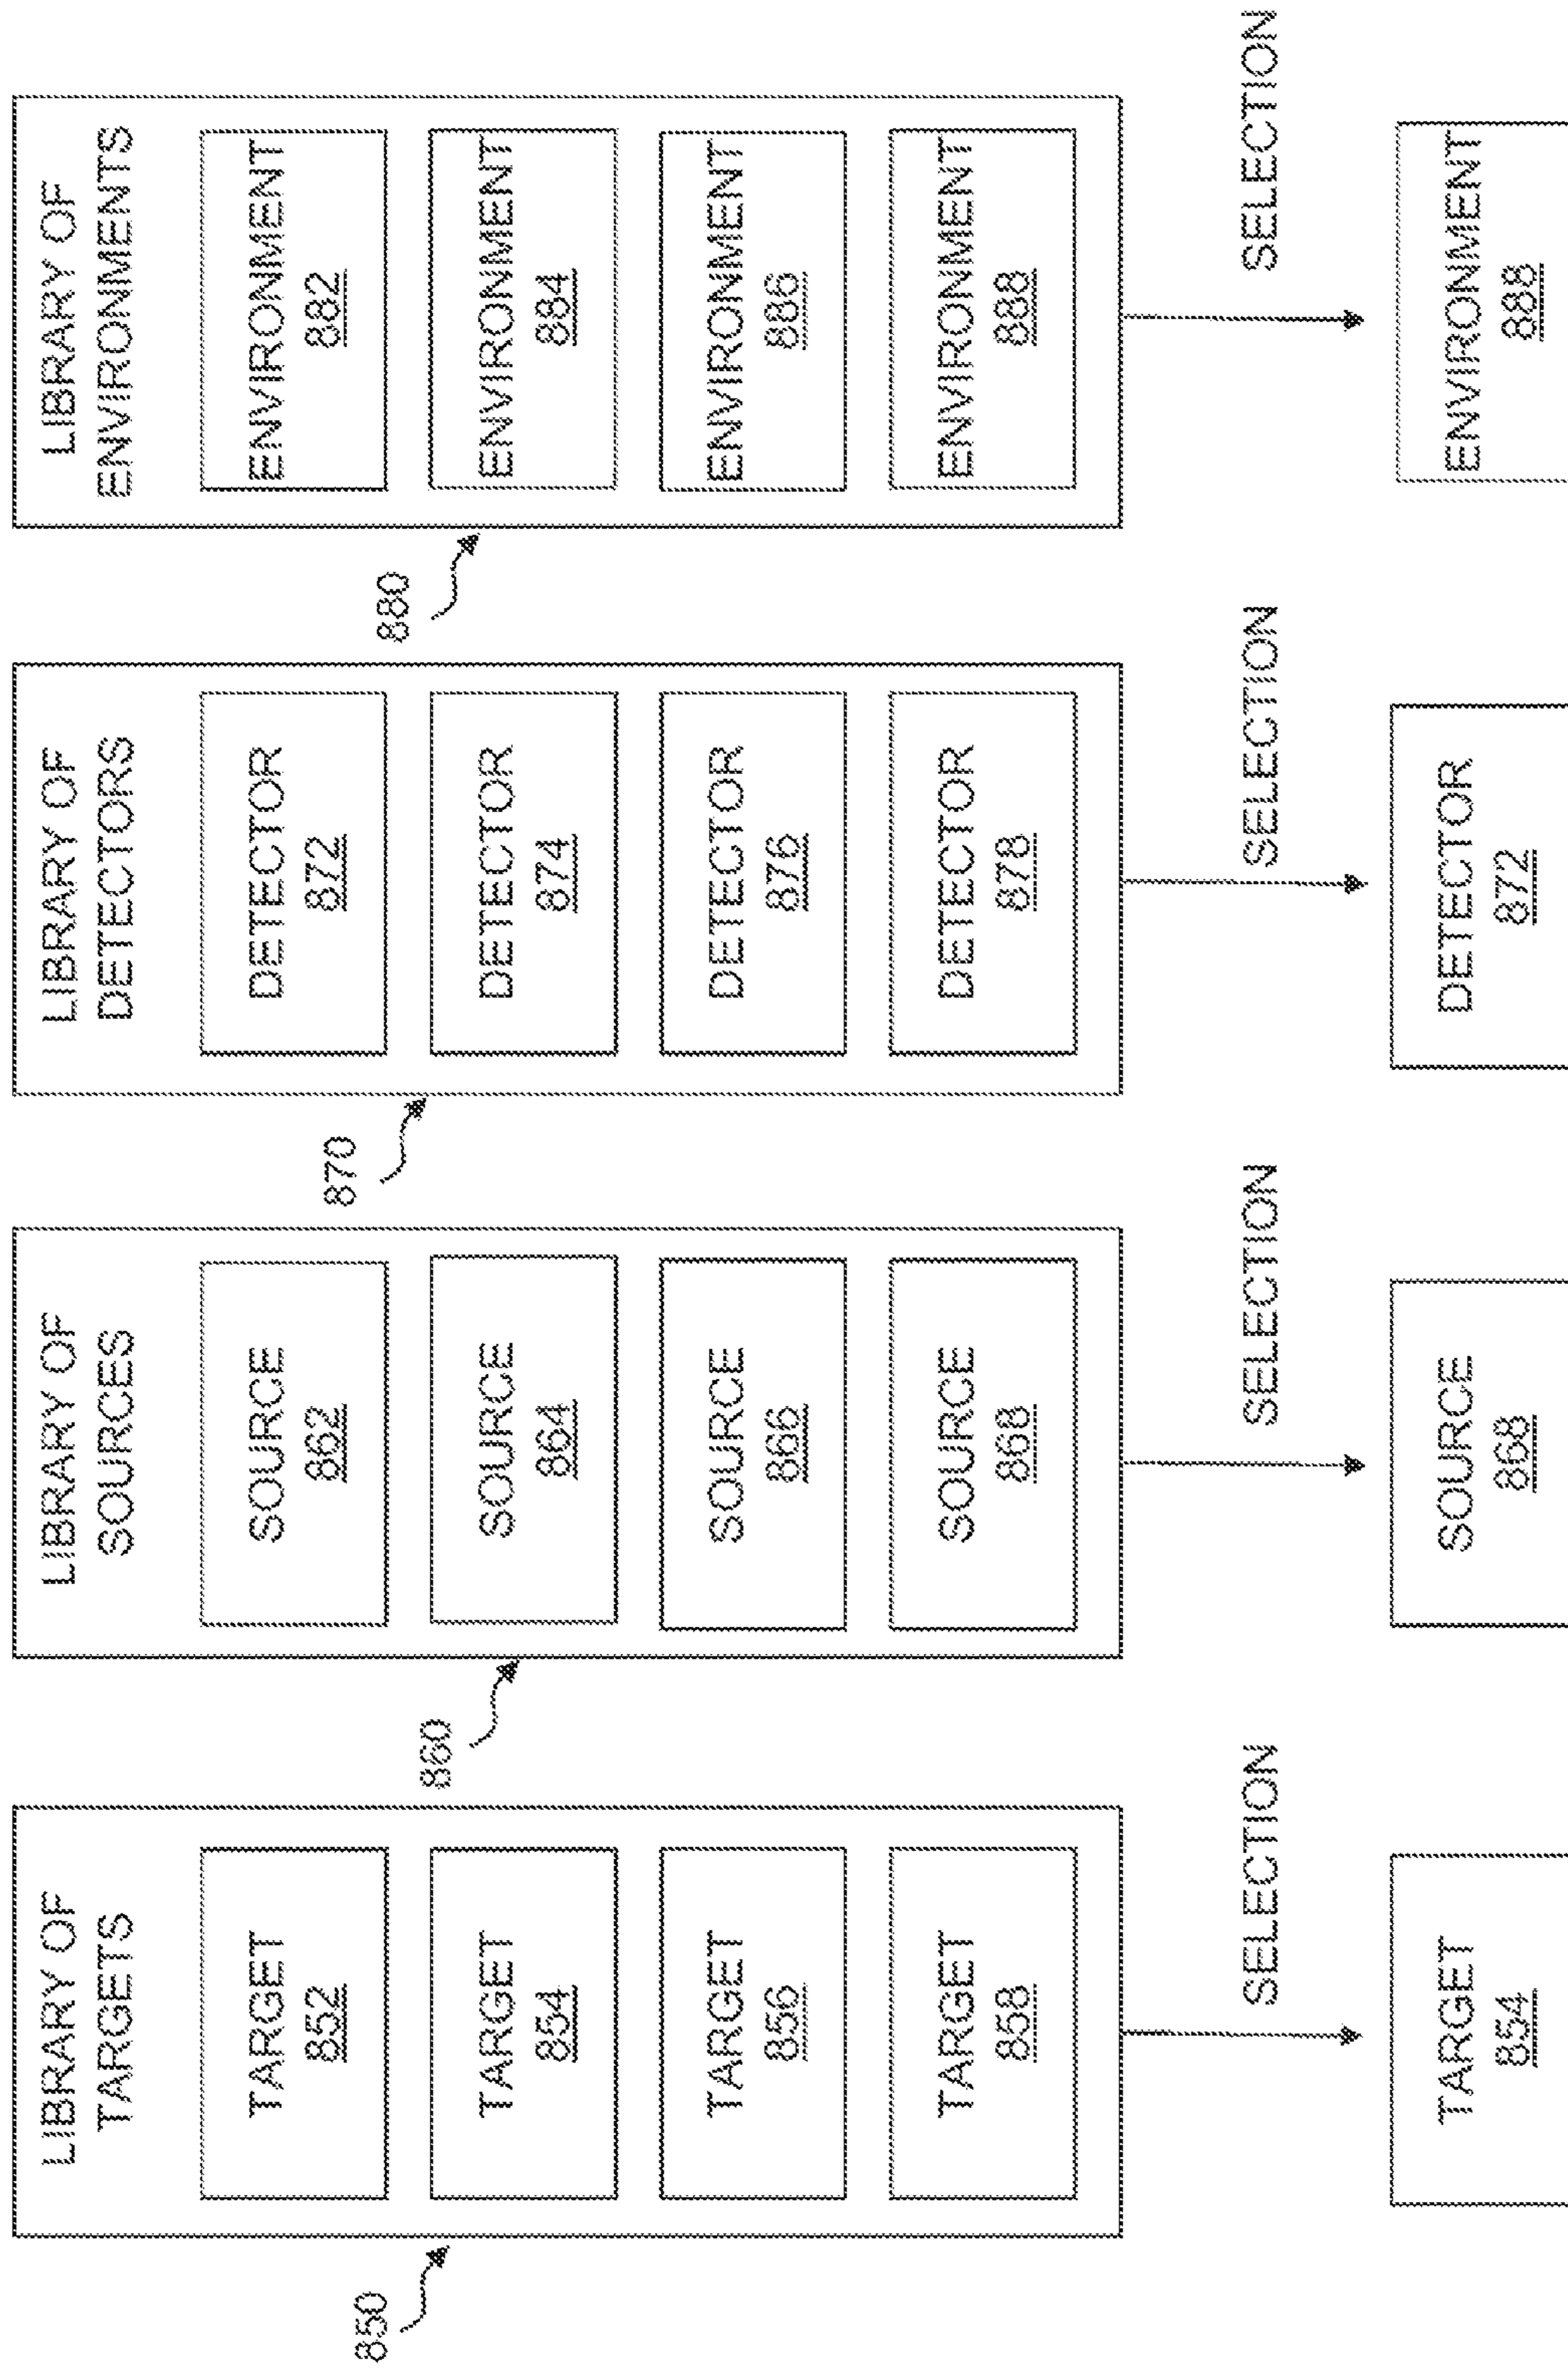 850
LIBRARY OF
TARGETS
TARGET
852
TARGET
854
TARGET
856
TARGET
858
SELECTION
TARGET
854
860
LIBRARY OF
SOURCES
SOURCE
862
SOURCE
864
SOURCE
866
SOURCE
868
SELECTION
SOURCE
868
870
LIBRARY OF
DETECTORS
DETECTOR
872
DETECTOR
874
DETECTOR
876
DETECTOR
878
SELECTION
DETECTOR
872
880
LIBRARY OF
ENVIRONMENTS
ENVIRONMENT
882
ENVIRONMENT
884
ENVIRONMENT
886
ENVIRONMENT
888
SELECTION
ENVIRONMENT
888